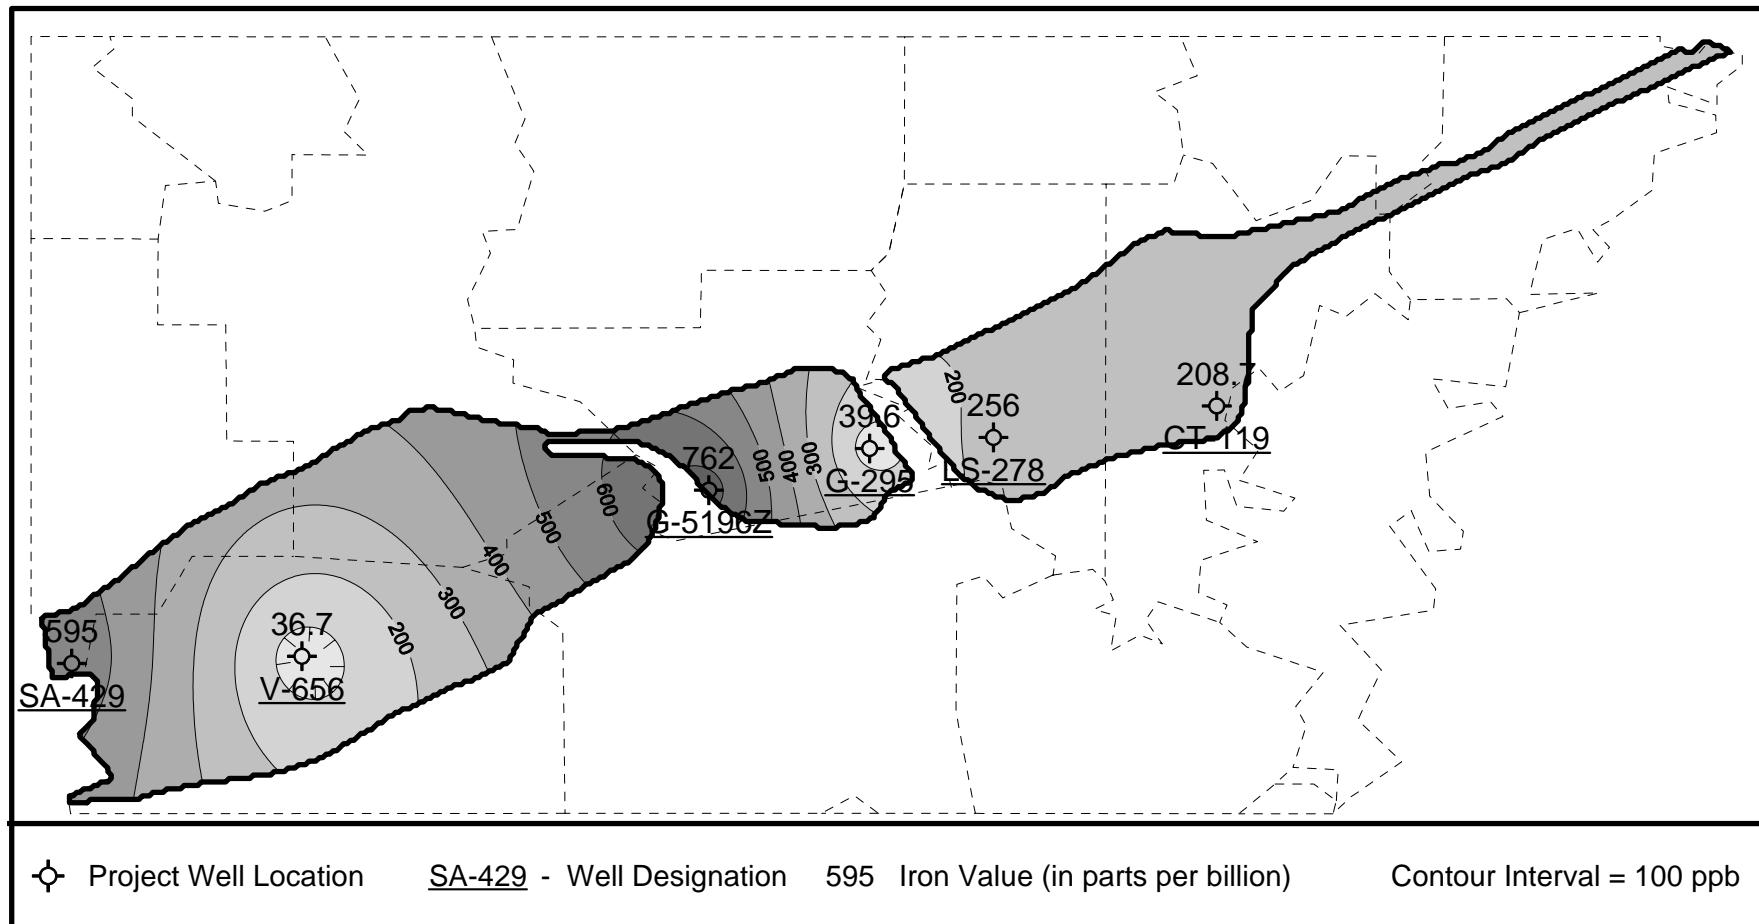 208.7
CT-119
200
256
LS-278
39.6
G-295
300
400
500
762
G-5196Z
600
500
400
300
200
36.7
V-656
595
SA-429
Project Well Location SA-429 - Well Designation 595 Iron Value (in parts per billion) Contour Interval = 100 ppb